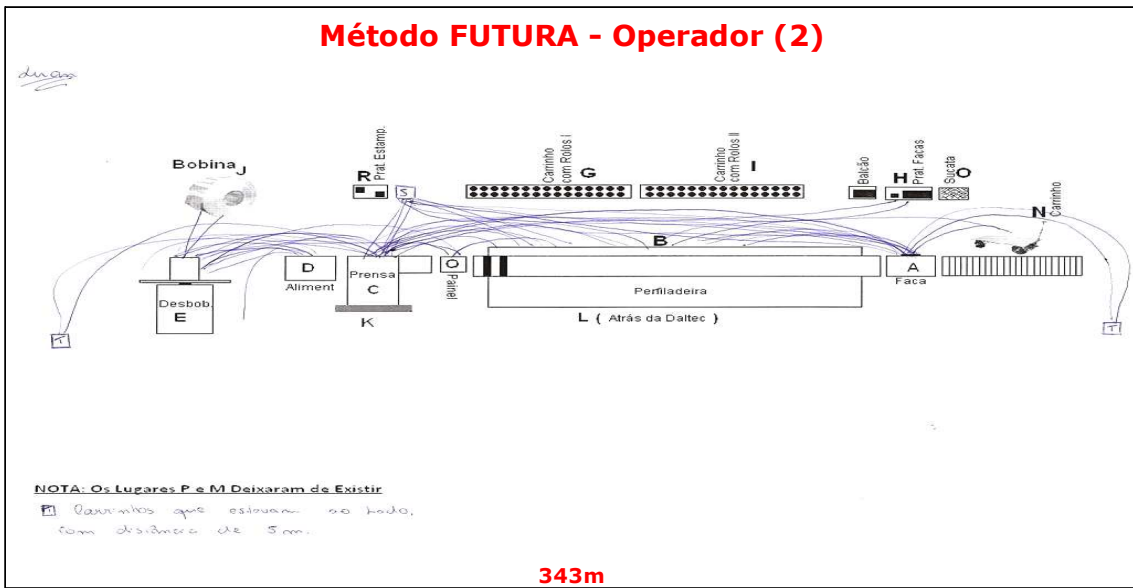 Método FUTURA - Operador (2)
Bobina
J
R
Prat. Estamp.
S
Carrinho
com Rolos I
G
Carrinho
com Rolos II
I
Balcão
H
Prat. Facas
Sucata
O
N
Carrinho
B
D
Aliment
Prensa
C
K
O
Painel
Perfiladeira
A
Faca
Desbob.
E
L ( Atrás da Daltec )
T
T
NOTA: Os Lugares P e M Deixaram de Existir
T Carrinhos que estavam ao lado,
com distância de 5 m.
343m